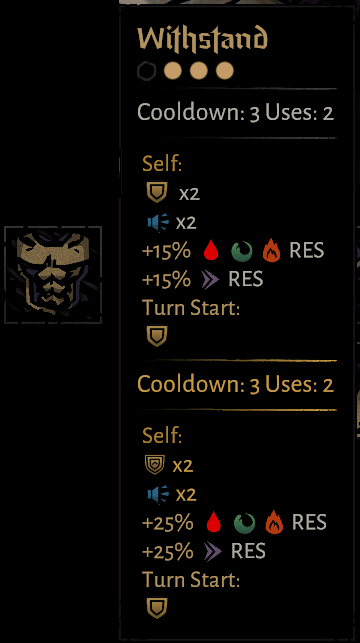 Withstand
Cooldown: 3 Uses: 2
Self:
x2
x2
+15% RES
+15% RES
Turn Start:
Cooldown: 3 Uses: 2
Self:
x2
x2
+25% RES
+25% RES
Turn Start: